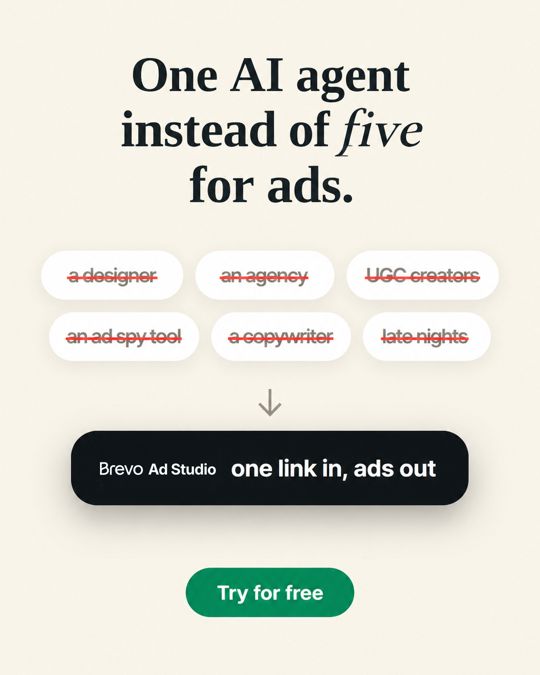 One AI agent
instead of five
for ads.
a designer
an agency
UGC creators
an ad spy tool
a copywriter
late nights
Brevo Ad Studio one link in, ads out
Try for free